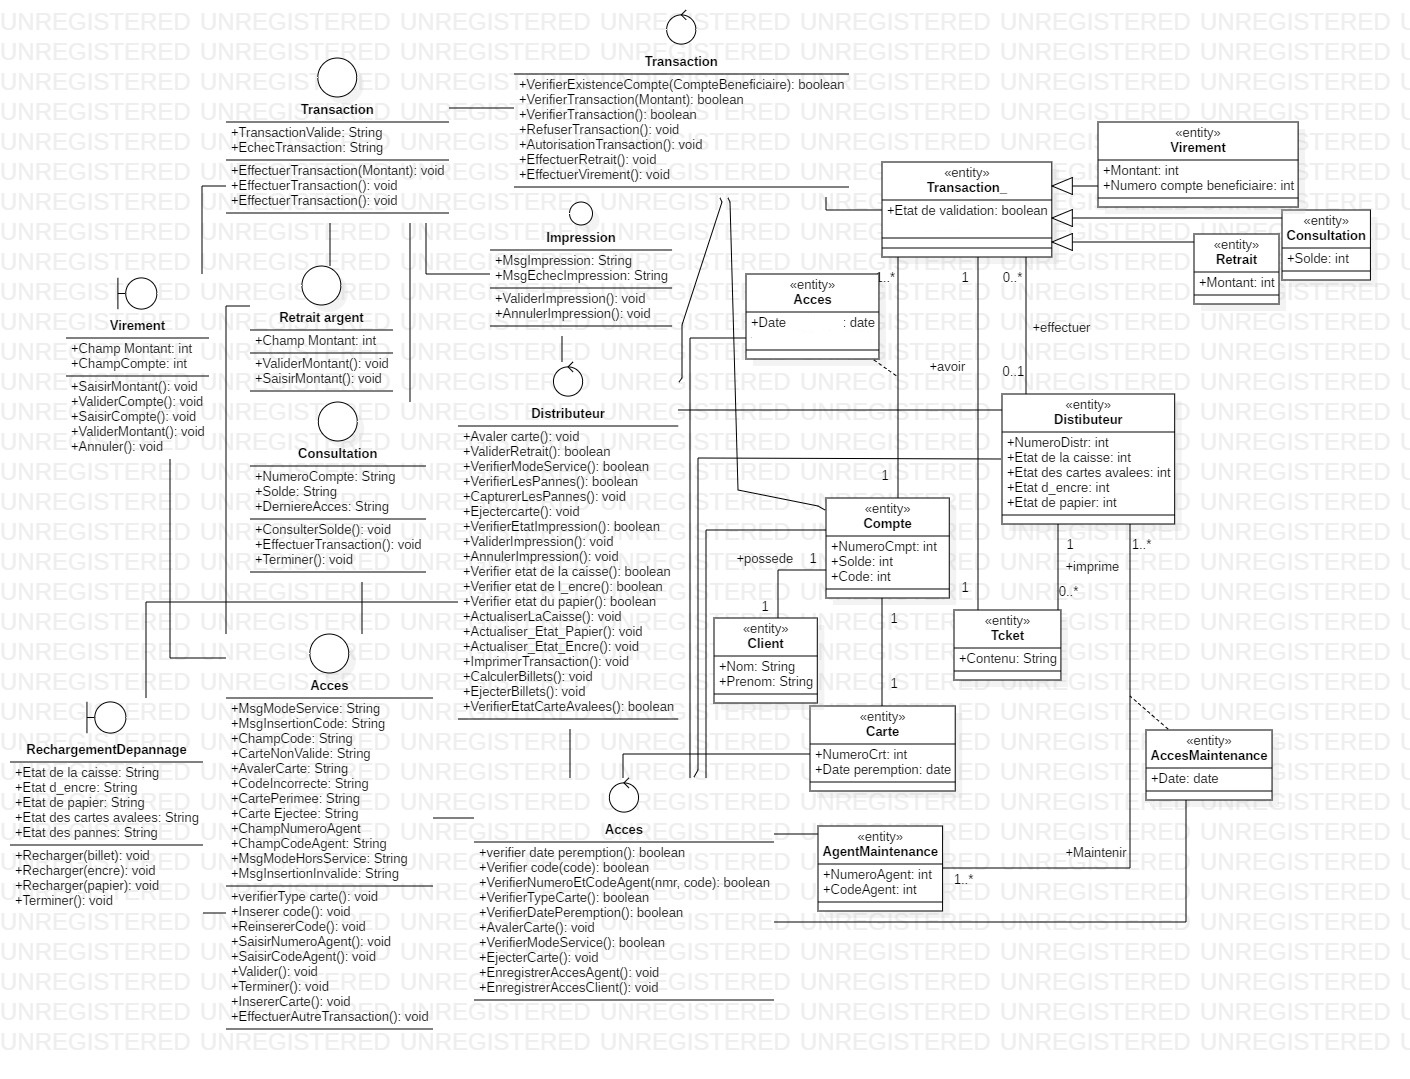 Transaction
+VerifierExistenceCompte(CompteBeneficiaire): boolean
+VerifierTransaction(Montant): boolean
+VerifierTransaction(): boolean
+RefuserTransaction(): void
+AutorisationTransaction(): void
+EffectuerRetrait(): void
+EffectuerVirement(): void
Transaction
+TransactionValide: String
+EchecTransaction: String
+EffectuerTransaction(Montant): void
+EffectuerTransaction(): void
+EffectuerTransaction(): void
Impression
+MsgImpression: String
+MsgEchecImpression: String
+ValiderImpression(): void
+AnnulerImpression(): void
Virement
+Champ Montant: int
+ChampCompte: int
+SaisirMontant(): void
+ValiderCompte(): void
+SaisirCompte(): void
+ValiderMontant(): void
+Annuler(): void
Retrait argent
+Champ Montant: int
+ValiderMontant(): void
+SaisirMontant(): void
Consultation
+NumeroCompte: String
+Solde: String
+DerniereAcces: String
+ConsulterSolde(): void
+EffectuerTransaction(): void
+Terminer(): void
Distributeur
+Avaler carte(): void
+ValiderRetrait(): boolean
+VerifierModeService(): boolean
+VerifierLesPannes(): boolean
+CapturerLesPannes(): void
+Ejectercarte(): void
+VerifierEtatImpression(): boolean
+ValiderImpression(): void
+AnnulerImpression(): void
+Verifier etat de la caisse(): boolean
+Verifier etat de l_encre(): boolean
+Verifier etat du papier(): boolean
+ActualiserLaCaisse(): void
+Actualiser_Etat_Papier(): void
+Actualiser_Etat_Encre(): void
+ImprimerTransaction(): void
+CalculerBillets(): void
+EjecterBillets(): void
+VerifierEtatCarteAvalees(): boolean
RechargementDepannage
+Etat de la caisse: String
+Etat d_encre: String
+Etat de papier: String
+Etat des cartes avalees: String
+Etat des pannes: String
+Recharger(billet): void
+Recharger(encre): void
+Recharger(papier): void
+Terminer(): void
Acces
+MsgModeService: String
+MsgInsertionCode: String
+ChampCode: String
+CarteNonValide: String
+AvalerCarte: String
+CodeIncorrecte: String
+CartePerimee: String
+Carte Ejectee: String
+ChampNumeroAgent
+ChampCodeAgent: String
+MsgModeHorsService: String
+MsgInsertionInvalide: String
+verifierType carte(): void
+Inserer code(): void
+ReinsererCode(): void
+SaisirNumeroAgent(): void
+SaisirCodeAgent(): void
+Valider(): void
+Terminer(): void
+InsererCarte(): void
+EffectuerAutreTransaction(): void
Acces
+verifier date peremption(): boolean
+Verifier code(code): boolean
+VerifierNumeroEtCodeAgent(nmr, code): boolean
+VerifierTypeCarte(): boolean
+VerifierDatePeremption(): boolean
+AvalerCarte(): void
+VerifierModeService(): boolean
+EjecterCarte(): void
+EnregistrerAccesAgent(): void
+EnregistrerAccesClient(): void
«entity»
Virement
+Montant: int
+Numero compte beneficiaire: int
«entity»
Transaction_
+Etat de validation: boolean
«entity»
Consultation
+Solde: int
«entity»
Retrait
+Montant: int
«entity»
Acces
+Date : date
1..*
1
0..*
+effectuer
+avoir
0..1
«entity»
Distibuteur
+NumeroDistr: int
+Etat de la caisse: int
+Etat des cartes avalees: int
+Etat d_encre: int
+Etat de papier: int
1
«entity»
Compte
+NumeroCmpt: int
+Solde: int
+Code: int
+possede 1
1
1
1
1..*
+imprime
0..*
1
«entity»
Client
+Nom: String
+Prenom: String
«entity»
Tcket
+Contenu: String
1
«entity»
Carte
+NumeroCrt: int
+Date peremption: date
«entity»
AccesMaintenance
+Date: date
«entity»
AgentMaintenance
+NumeroAgent: int
+CodeAgent: int
+Maintenir
1..*
UNREGISTERED